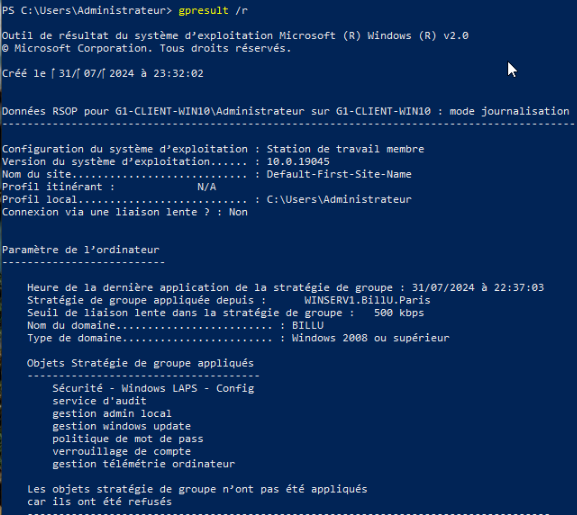 PS C:\Users\Administrateur> gpresult /r
Outil de résultat du système d’exploitation Microsoft (R) Windows (R) v2.0
© Microsoft Corporation. Tous droits réservés.
Créé le ⌈31/⌈07/⌈2024 à 23:32:02
Données RSOP pour G1-CLIENT-WIN10\Administrateur sur G1-CLIENT-WIN10 : mode journalisation
------------------------------------------------------------------------------------------
Configuration du système d’exploitation : Station de travail membre
Version du système d’exploitation...... : 10.0.19045
Nom du site............................ : Default-First-Site-Name
Profil itinérant : N/A
Profil local........................... : C:\Users\Administrateur
Connexion via une liaison lente ? : Non
Paramètre de l’ordinateur
--------------------------
Heure de la dernière application de la stratégie de groupe : 31/07/2024 à 22:37:03
Stratégie de groupe appliquée depuis : WINSERV1.BillU.Paris
Seuil de liaison lente dans la stratégie de groupe : 500 kbps
Nom du domaine......................... : BILLU
Type de domaine........................ : Windows 2008 ou supérieur
Objets Stratégie de groupe appliqués
-------------------------------------
Sécurité - Windows LAPS - Config
service d'audit
gestion admin local
gestion windows update
politique de mot de pass
verrouillage de compte
gestion télémétrie ordinateur
Les objets stratégie de groupe n’ont pas été appliqués
car ils ont été refusés
-----------------------------------------------------------------------------------